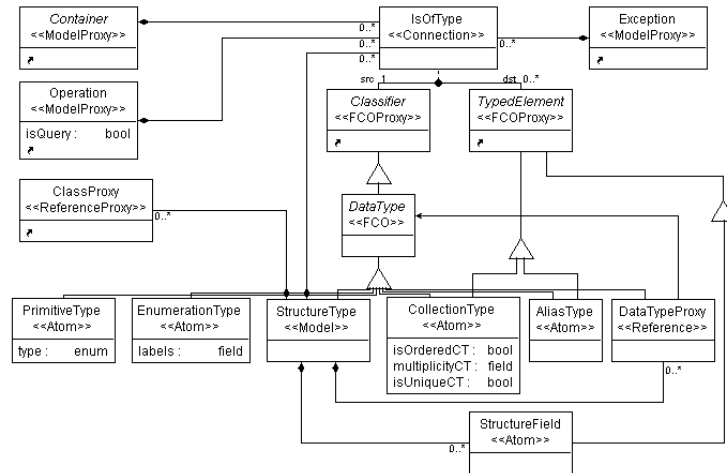 Container
<<ModelProxy>>
IsOfType
<<Connection>>
Exception
<<ModelProxy>>
0..*
0..*
0..*
0..*
Operation
<<ModelProxy>>
isQuery : bool
src 1
dst 0..*
Classifier
<<FCOProxy>>
TypedElement
<<FCOProxy>>
ClassProxy
<<ReferenceProxy>>
0..*
DataType
<<FCO>>
PrimitiveType
<<Atom>>
type : enum
EnumerationType
<<Atom>>
labels : field
StructureType
<<Model>>
CollectionType
<<Atom>>
isOrderedCT : bool
multiplicityCT : field
isUniqueCT : bool
AliasType
<<Atom>>
DataTypeProxy
<<Reference>>
0..*
StructureField
<<Atom>>
0..*